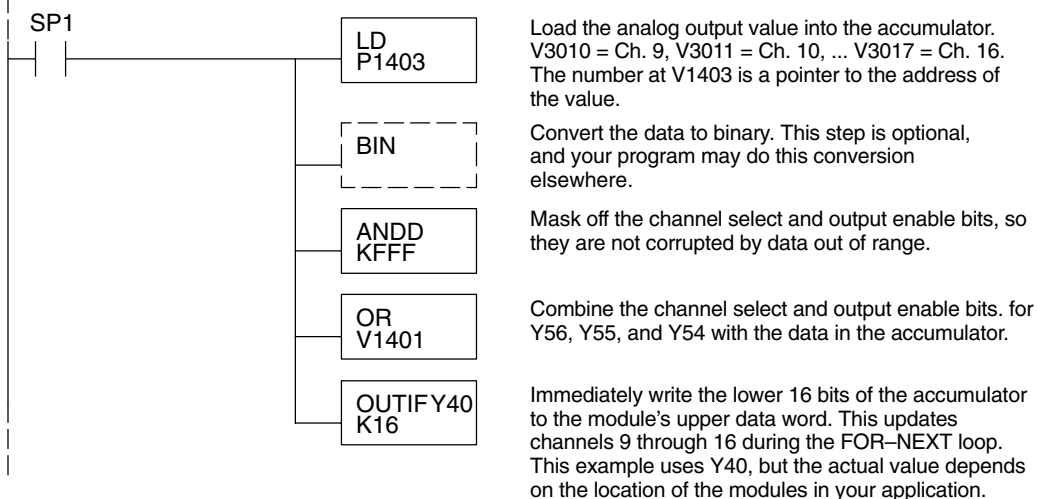 SP1
LD
P1403
Load the analog output value into the accumulator.
V3010 = Ch. 9, V3011 = Ch. 10, ... V3017 = Ch. 16.
The number at V1403 is a pointer to the address of
the value.
BIN
Convert the data to binary. This step is optional,
and your program may do this conversion
elsewhere.
ANDD
KFFF
Mask off the channel select and output enable bits, so
they are not corrupted by data out of range.
OR
V1401
Combine the channel select and output enable bits. for
Y56, Y55, and Y54 with the data in the accumulator.
OUTIF Y40
K16
Immediately write the lower 16 bits of the accumulator
to the module's upper data word. This updates
channels 9 through 16 during the FOR–NEXT loop.
This example uses Y40, but the actual value depends
on the location of the modules in your application.